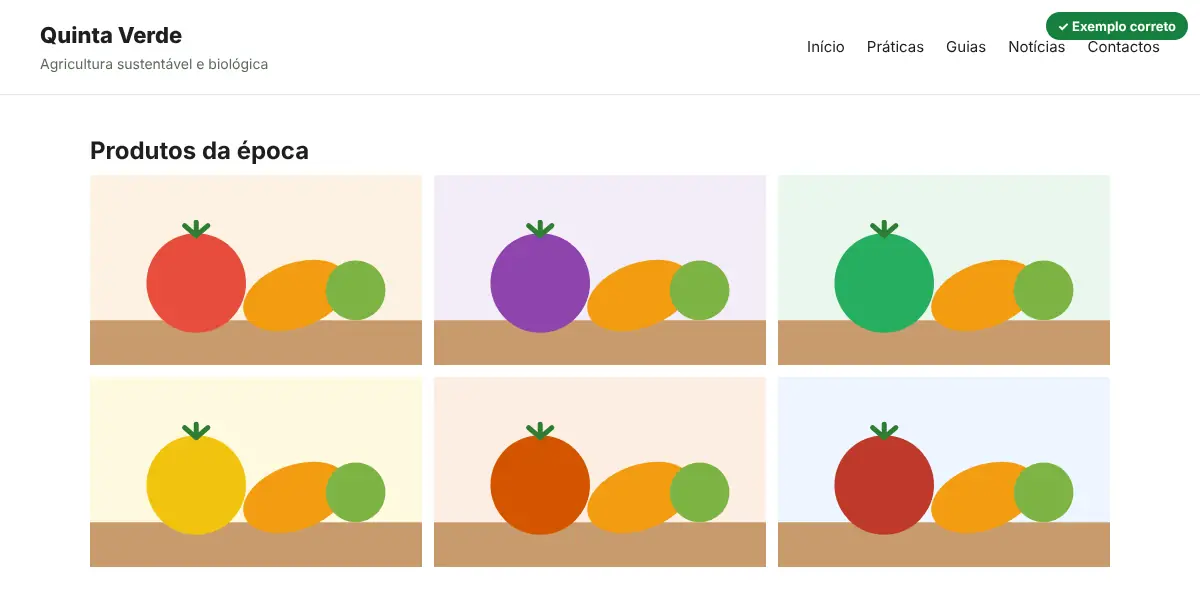 Quinta Verde
Agricultura sustentável e biológica
✓ Exemplo correto
Início Práticas Guias Notícias Contactos
Produtos da época